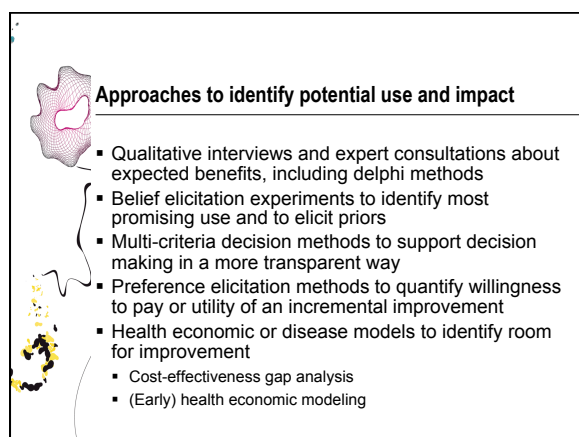 Approaches to identify potential use and impact
▪ Qualitative interviews and expert consultations about
expected benefits, including delphi methods
▪ Belief elicitation experiments to identify most
promising use and to elicit priors
▪ Multi-criteria decision methods to support decision
making in a more transparent way
▪ Preference elicitation methods to quantify willingness
to pay or utility of an incremental improvement
▪ Health economic or disease models to identify room
for improvement
▪ Cost-effectiveness gap analysis
▪ (Early) health economic modeling